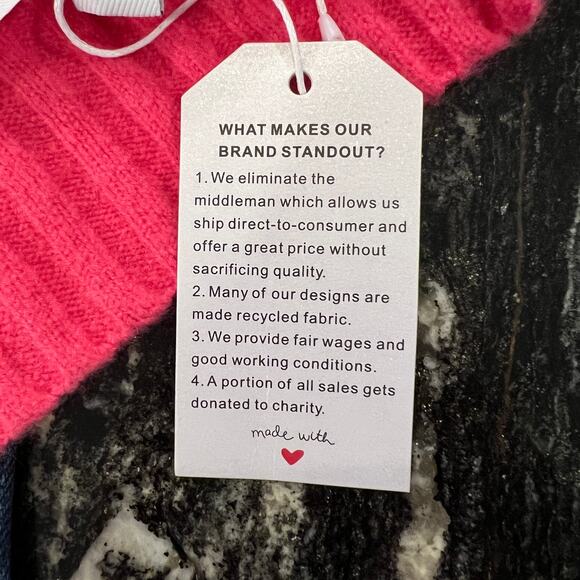 WHAT MAKES OUR
BRAND STANDOUT?
1. We eliminate the
middleman which allows us
ship direct-to-consumer and
offer a great price without
sacrificing quality.
2. Many of our designs are
made recycled fabric.
3. We provide fair wages and
good working conditions.
4. A portion of all sales gets
donated to charity.
made with